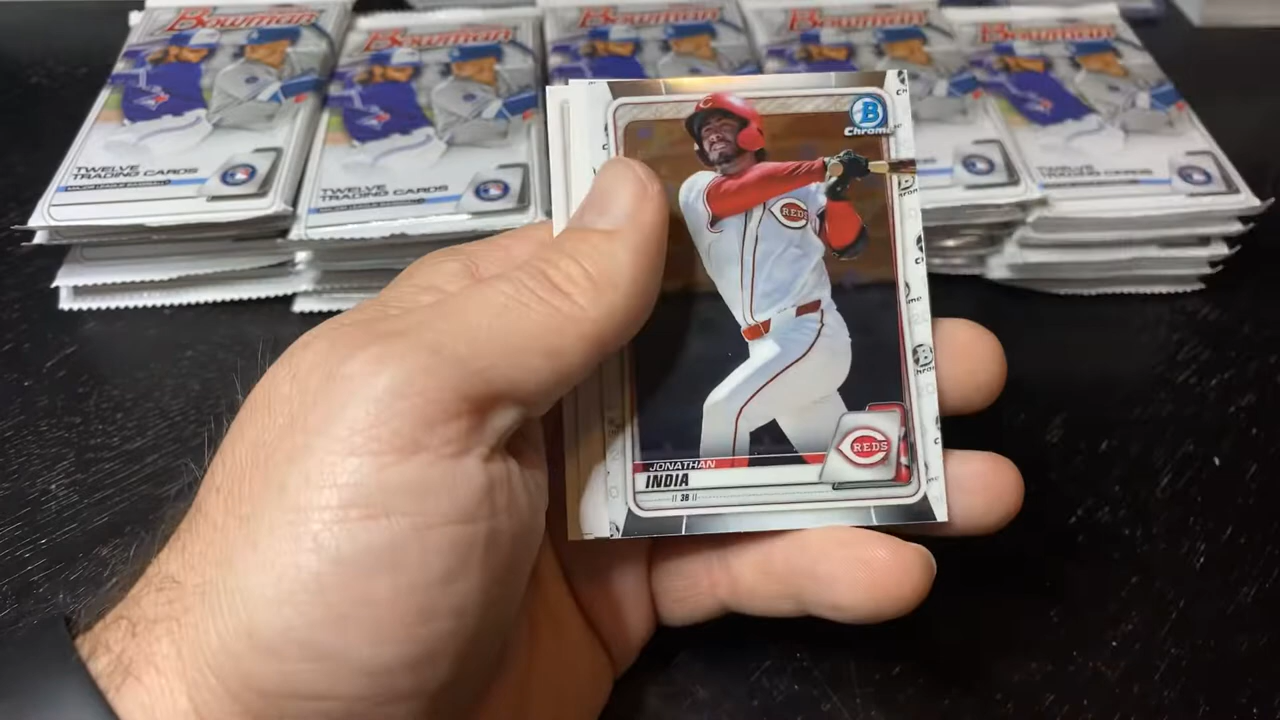 Bowman
Bowman
Bowman
Bowman
Bowman
TWELVE
TRADING CARDS
MAJOR LEAGUE BASEBALL
TWELVE
TRADING CARDS
TWELVE
TRADING CARDS
B
Chrome
C
REDS
REDS
JONATHAN
INDIA
38